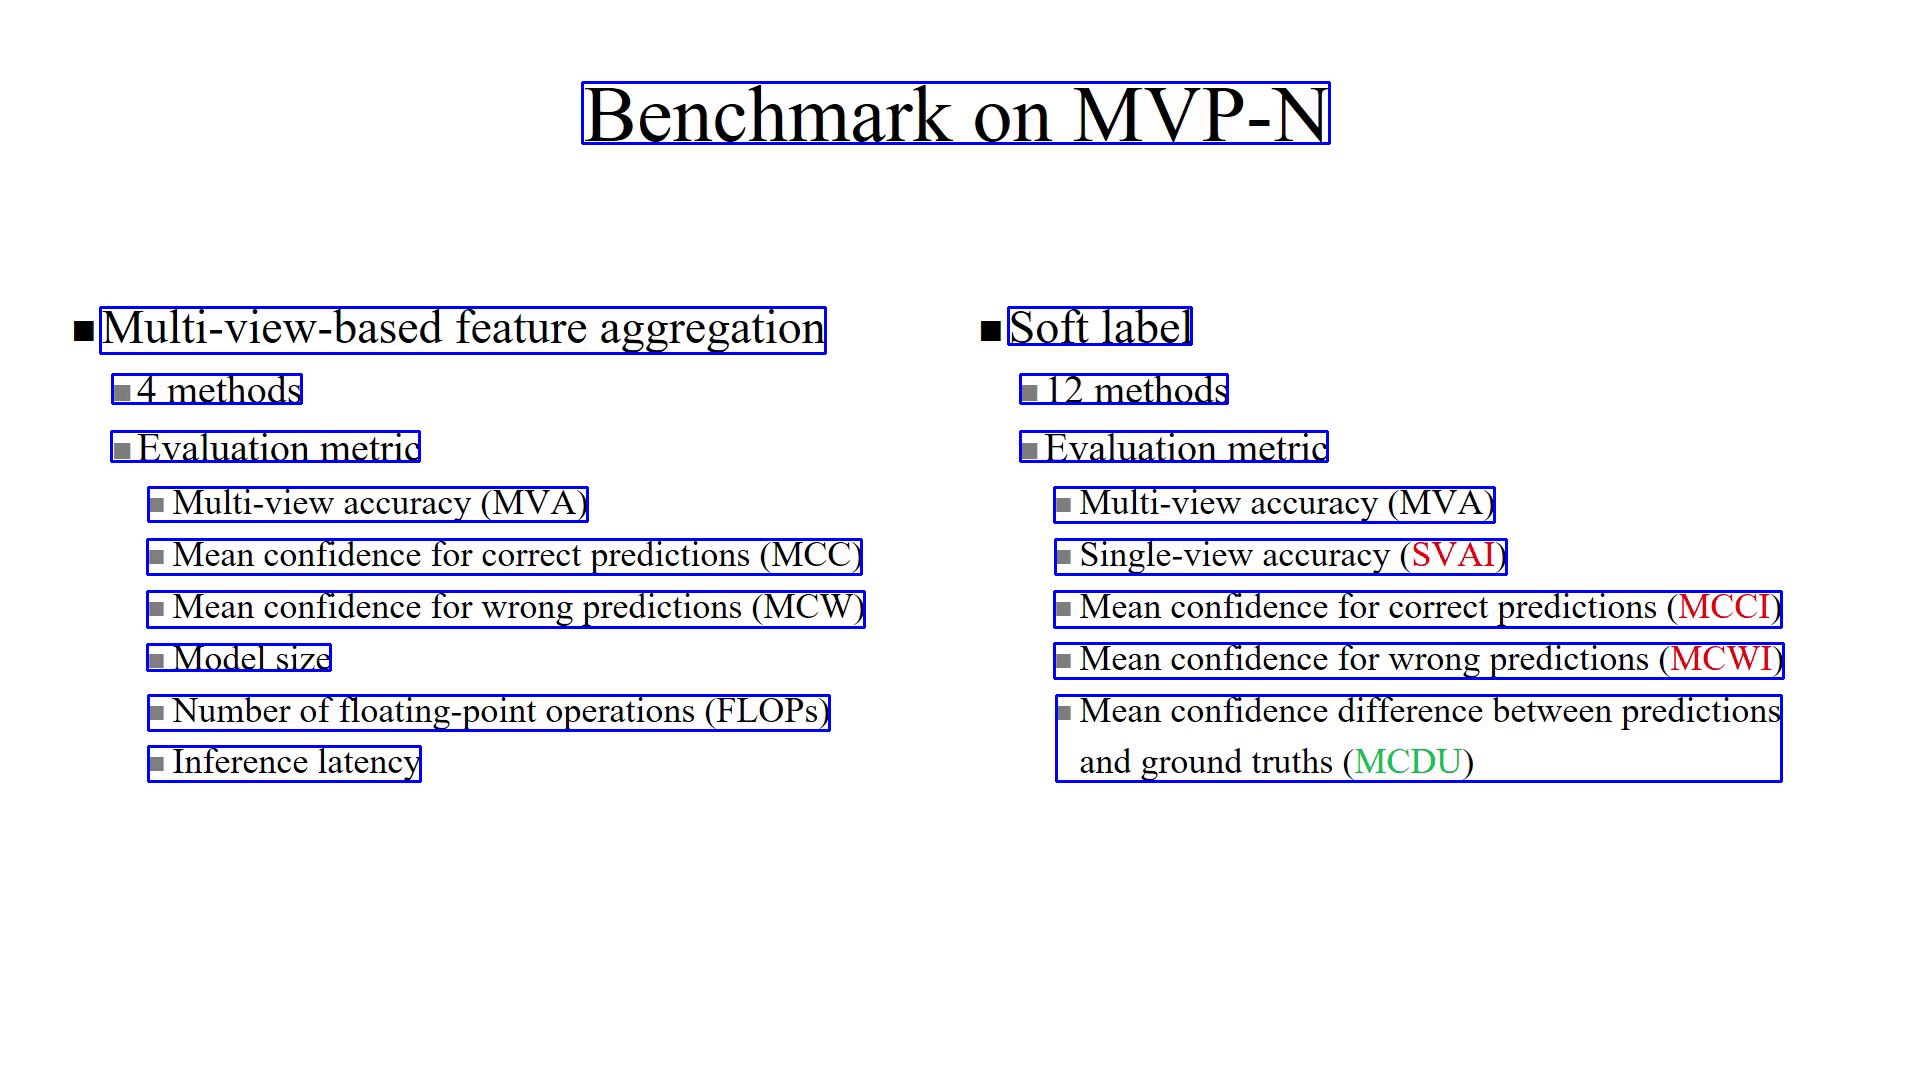 Benchmark on MVP-N
■Multi-view-based feature aggregation
■4 methods
■Evaluation metric
■Multi-view accuracy (MVA)
■Mean confidence for correct predictions (MCC)
■Mean confidence for wrong predictions (MCW)
■Model size
■Number of floating-point operations (FLOPs)
■Inference latency
■Soft label
■12 methods
■Evaluation metric
■Multi-view accuracy (MVA)
■Single-view accuracy (SVAI)
■Mean confidence for correct predictions (MCCI)
■Mean confidence for wrong predictions (MCWI)
■Mean confidence difference between predictions
and ground truths (MCDU)